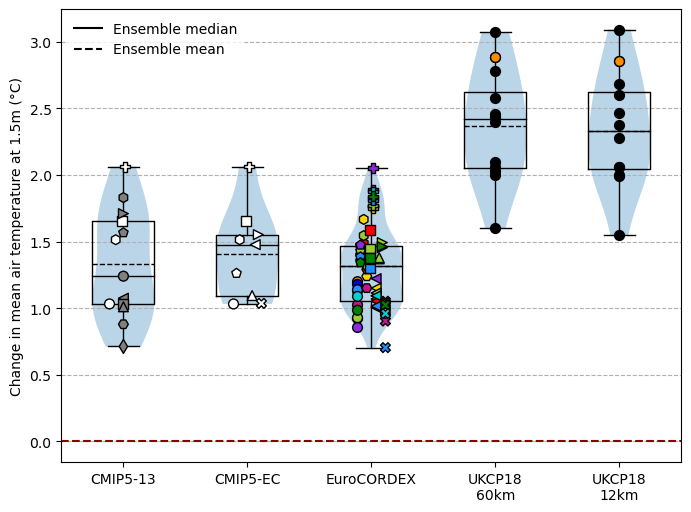 Ensemble median
Ensemble mean
Change in mean air temperature at 1.5m (°C)
3.0
2.5
2.0
1.5
1.0
0.5
0.0
CMIP5-13
CMIP5-EC
EuroCORDEX
UKCP18
60km
UKCP18
12km